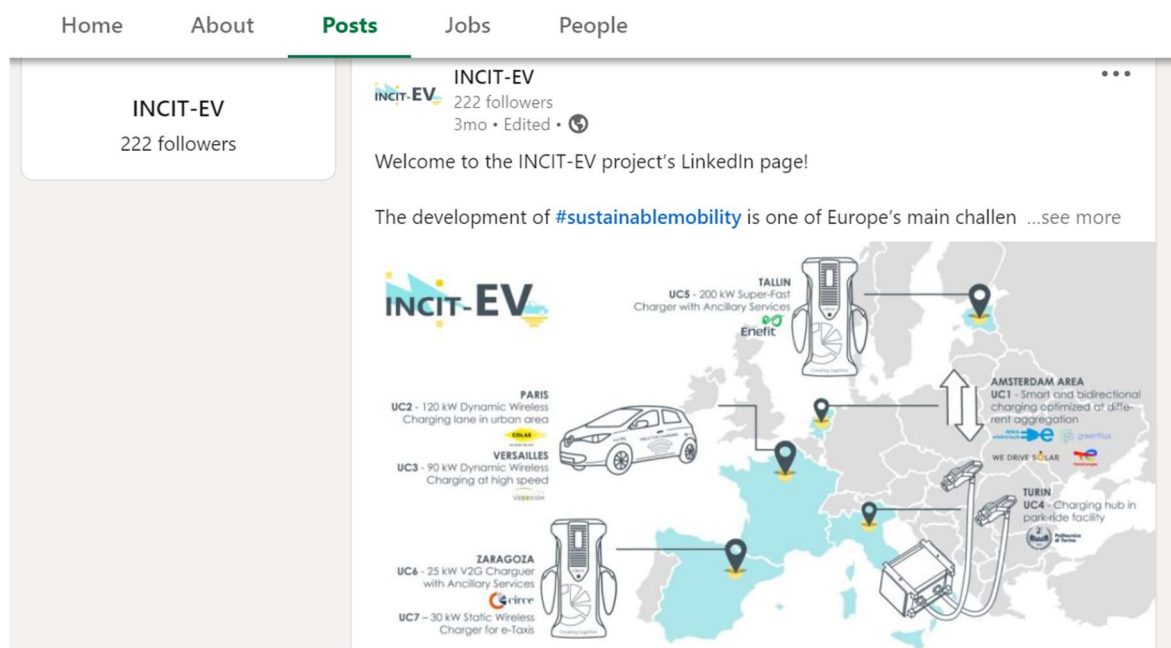 Home About Posts Jobs People
INCIT-EV
222 followers
INCIT-EV
INCIT-EV
222 followers
3mo • Edited •
Welcome to the INCIT-EV project's LinkedIn page!
The development of #sustainablemobility is one of Europe's main challen ...see more
INCIT-EV
TALLIN
UC5 - 200 kW Super-Fast
Charger with Ancillary Services
Enefit
PARIS
UC2 - 120 kW Dynamic Wireless
Charging lane in urban area
COLAS
VERSAILLES
UC3 - 90 kW Dynamic Wireless
Charging at high speed
VEDECOM
AMSTERDAM AREA
UC1 - Smart and bidirectional
charging optimized at diffe-
rent aggregation
greenflux
WE DRIVE SOLAR
TotalEnergies
TURIN
UC4 - Charging hub in
park-ride facility
Politecnico
di Torino
ZARAGOZA
UC6 - 25 kW V2G Charguer
with Ancillary Services
circe
UC7 – 30 kW Static Wireless
Charger for e-Taxis